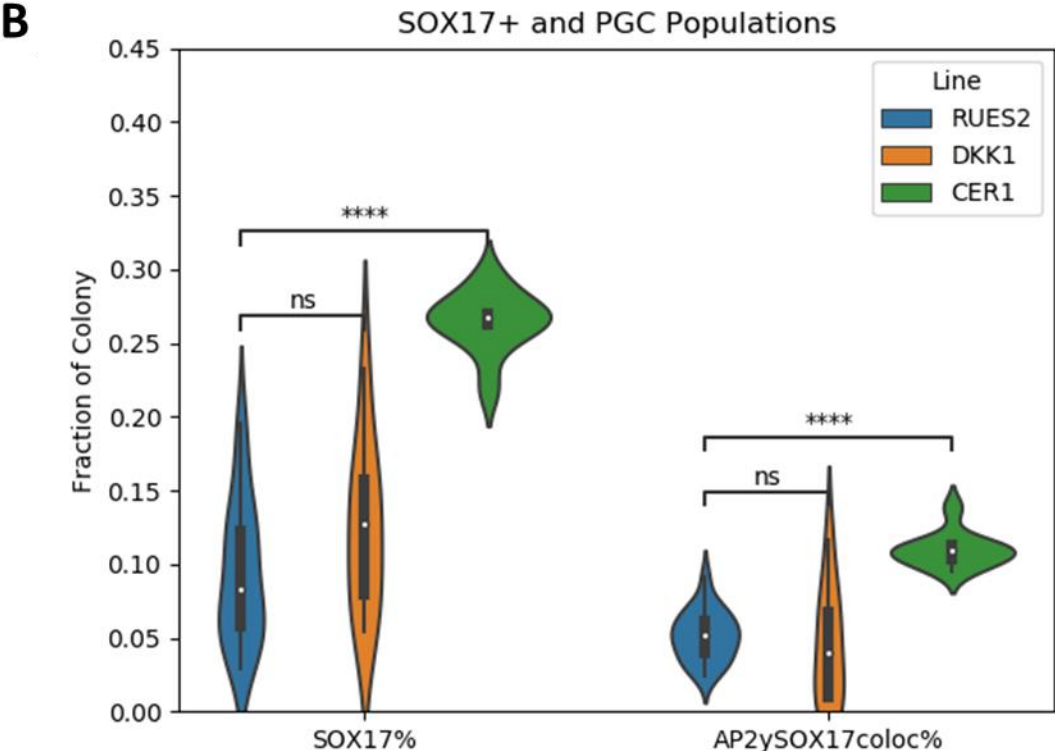 B
SOX17+ and PGC Populations
Fraction of Colony
0.45
0.40
0.35
0.30
0.25
0.20
0.15
0.10
0.05
0.00
Line
RUES2
DKK1
CER1
****
ns
****
ns
SOX17%
AP2ySOX17coloc%